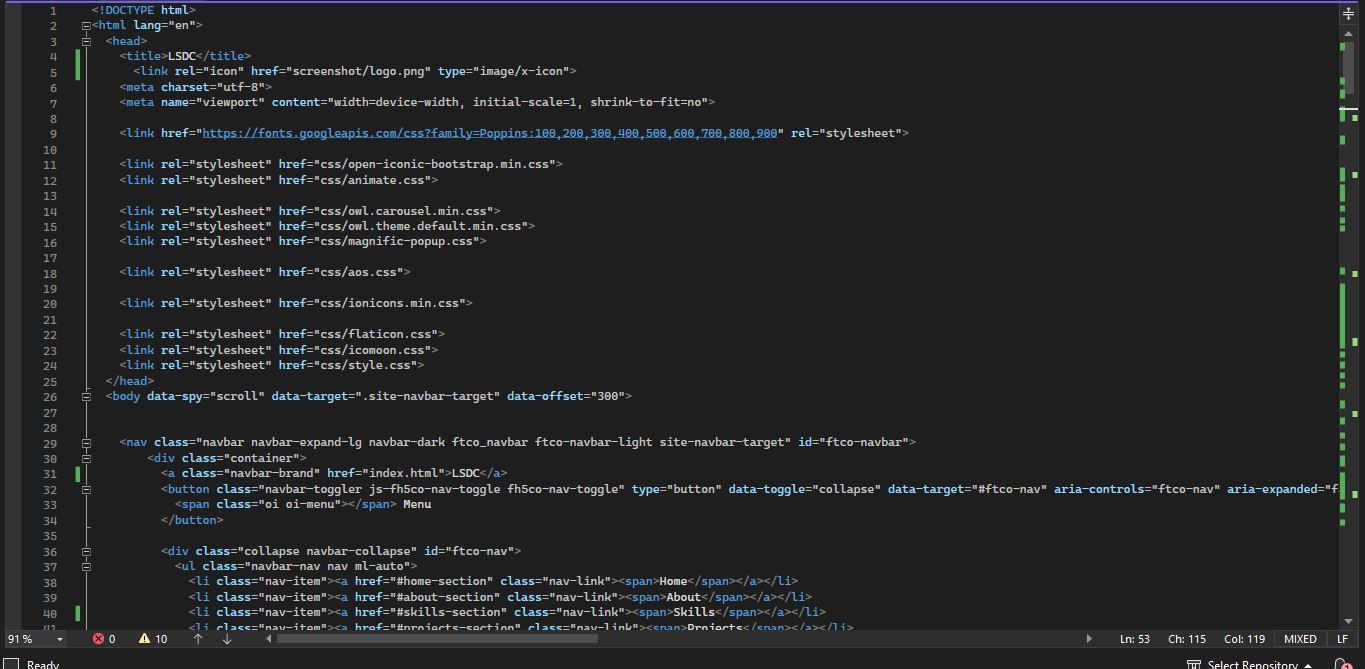 1 <!DOCTYPE html>
2 <html lang="en">
3 <head>
4 <title>LSDC</title>
5 <link rel="icon" href="screenshot/logo.png" type="image/x-icon">
6 <meta charset="utf-8">
7 <meta name="viewport" content="width=device-width, initial-scale=1, shrink-to-fit=no">
8
9 <link href="https://fonts.googleapis.com/css?family=Poppins:100,200,300,400,500,600,700,800,900" rel="stylesheet">
10
11 <link rel="stylesheet" href="css/open-iconic-bootstrap.min.css">
12 <link rel="stylesheet" href="css/animate.css">
13
14 <link rel="stylesheet" href="css/owl.carousel.min.css">
15 <link rel="stylesheet" href="css/owl.theme.default.min.css">
16 <link rel="stylesheet" href="css/magnific-popup.css">
17
18 <link rel="stylesheet" href="css/aos.css">
19
20 <link rel="stylesheet" href="css/ionicons.min.css">
21
22 <link rel="stylesheet" href="css/flaticon.css">
23 <link rel="stylesheet" href="css/icomoon.css">
24 <link rel="stylesheet" href="css/style.css">
25 </head>
26 <body data-spy="scroll" data-target=".site-navbar-target" data-offset="300">
27
28
29 <nav class="navbar navbar-expand-lg navbar-dark ftco_navbar ftco-navbar-light site-navbar-target" id="ftco-navbar">
30 <div class="container">
31 <a class="navbar-brand" href="index.html">LSDC</a>
32 <button class="navbar-toggler js-fh5co-nav-toggle fh5co-nav-toggle" type="button" data-toggle="collapse" data-target="#ftco-nav" aria-controls="ftco-nav" aria-expanded="f
33 <span class="oi oi-menu"></span> Menu
34 </button>
35
36 <div class="collapse navbar-collapse" id="ftco-nav">
37 <ul class="navbar-nav nav ml-auto">
38 <li class="nav-item"><a href="#home-section" class="nav-link"><span>Home</span></a></li>
39 <li class="nav-item"><a href="#about-section" class="nav-link"><span>About</span></a></li>
40 <li class="nav-item"><a href="#skills-section" class="nav-link"><span>Skills</span></a></li>
41 <li class="nav-item"><a href="#projects-section" class="nav-link"><span>Projects</span></a></li>
91 % 0 10 Ln: 53 Ch: 115 Col: 119 MIXED LF
Ready Select Repository 1